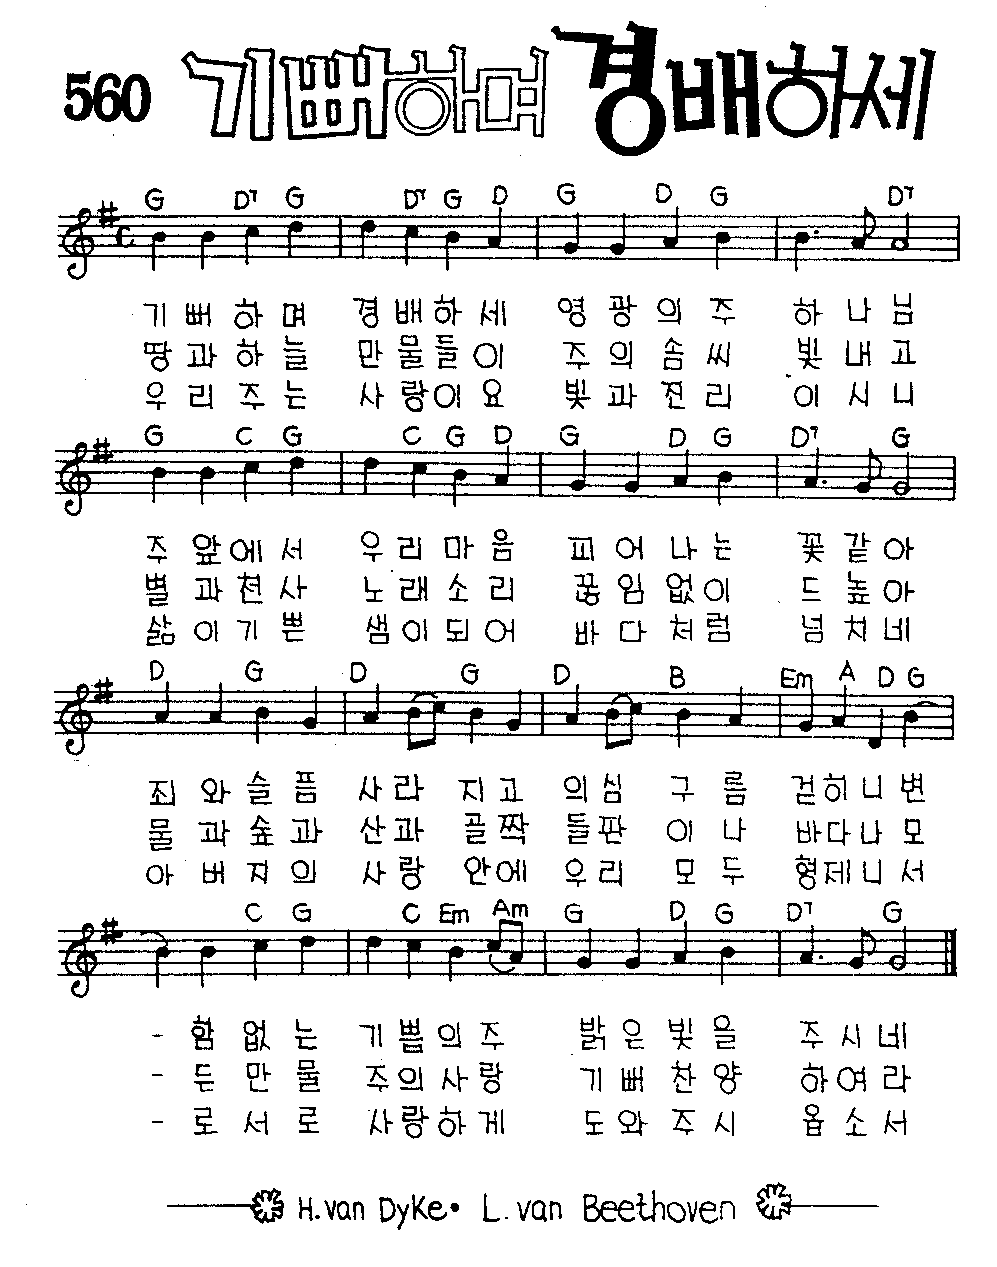 560 기뻐하며 경배하세
G D7 G D7 G D G D G D7
기 뻐 하 며 경 배 하 세 영 광 의 주 하 나 님
땅 과 하 늘 만 물 들 이 주 의 솜 씨 빛 내 고
우 리 주 는 사 랑 이 요 빛 과 진 리 이 시 니
G C G C G D G D G D7 G
주 앞 에 서 우 리 마 음 피 어 나 는 꽃 같 아
별 과 천 사 노 래 소 리 끊 임 없 이 드 높 아
삶 이 기 쁜 샘 이 되 어 바 다 처 럼 넘 치 네
D G D G D B Em A D G
죄 와 슬 픔 사 라 지 고 의 심 구 름 걷 히 니 변
물 과 숲 과 산 과 골 짝 들 판 이 나 바 다 나 모
아 버 지 의 사 랑 안 에 우 리 모 두 형 제 니 서
C G C Em Am G D G D7 G
- 함 없 는 기 쁨 의 주 밝 은 빛 을 주 시 네
- 든 만 물 주 의 사 랑 기 뻐 찬 양 하 여 라
- 로 서 로 사 랑 하 게 도 와 주 시 옵 소 서
H. van Dyke • L. van Beethoven